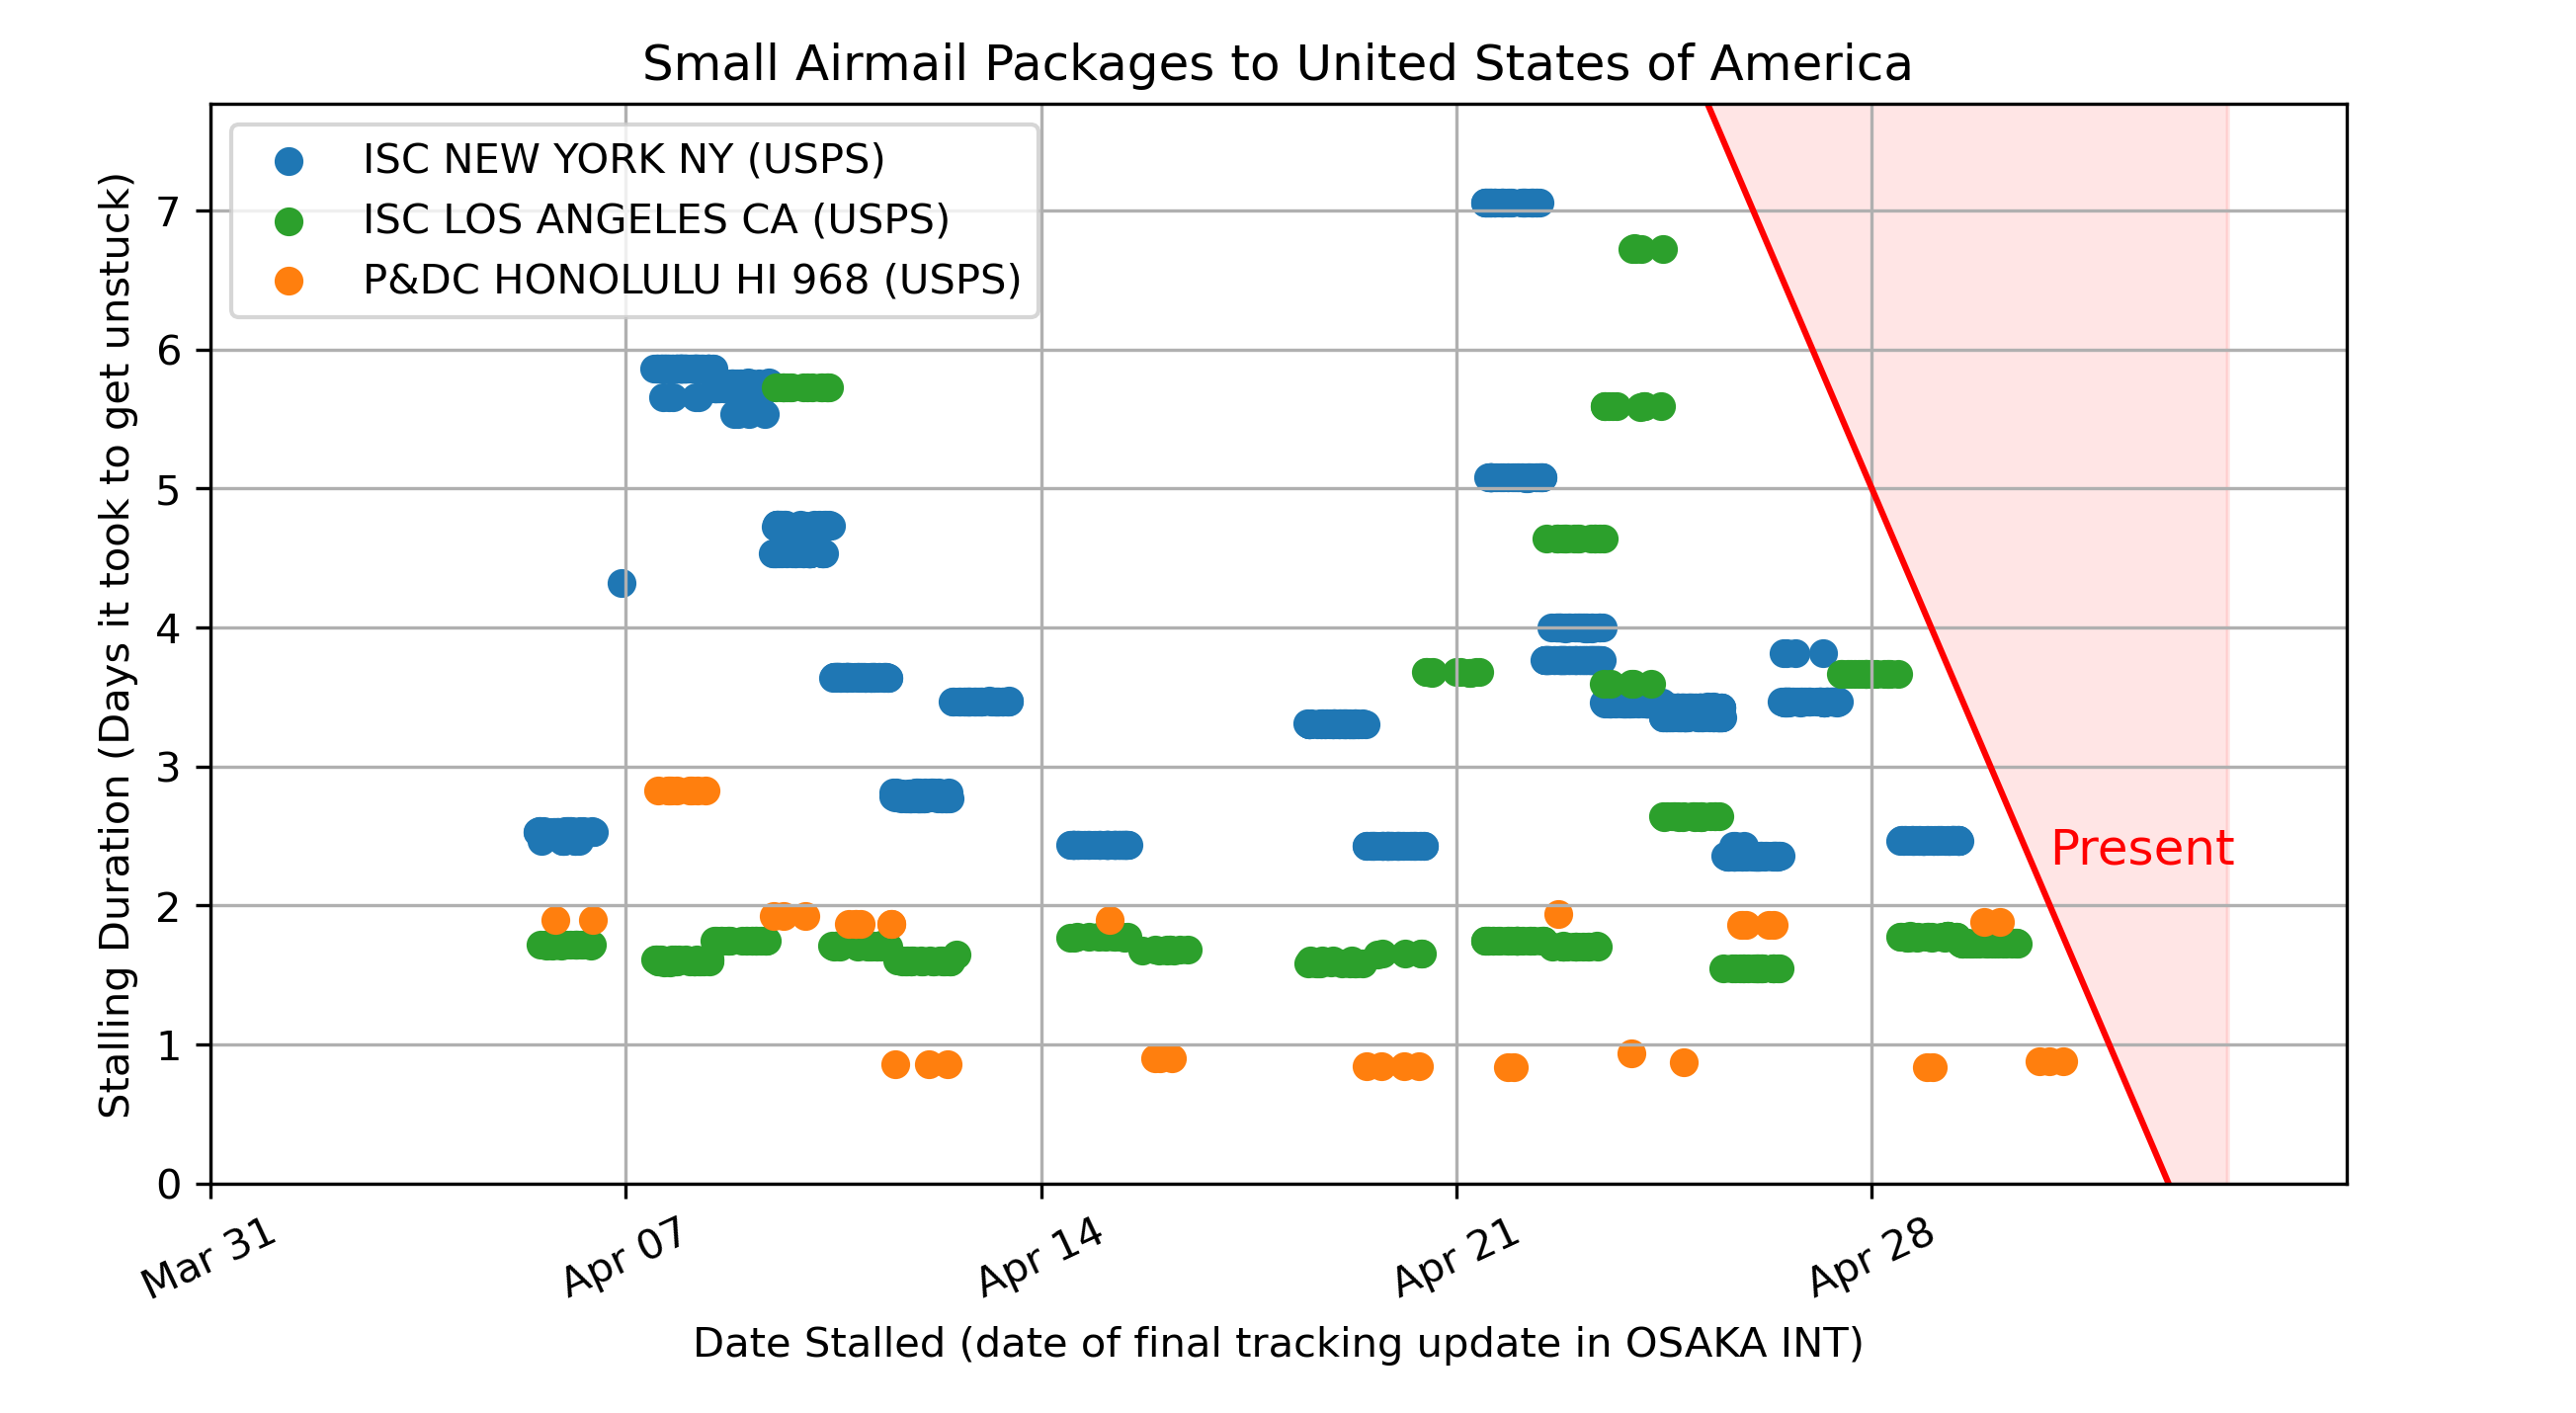 Small Airmail Packages to United States of America
ISC NEW YORK NY (USPS)
ISC LOS ANGELES CA (USPS)
P&DC HONOLULU HI 968 (USPS)
Stalling Duration (Days it took to get unstuck)
7
6
5
4
3
2
1
0
Present
Mar 31
Apr 07
Apr 14
Apr 21
Apr 28
Date Stalled (date of final tracking update in OSAKA INT)